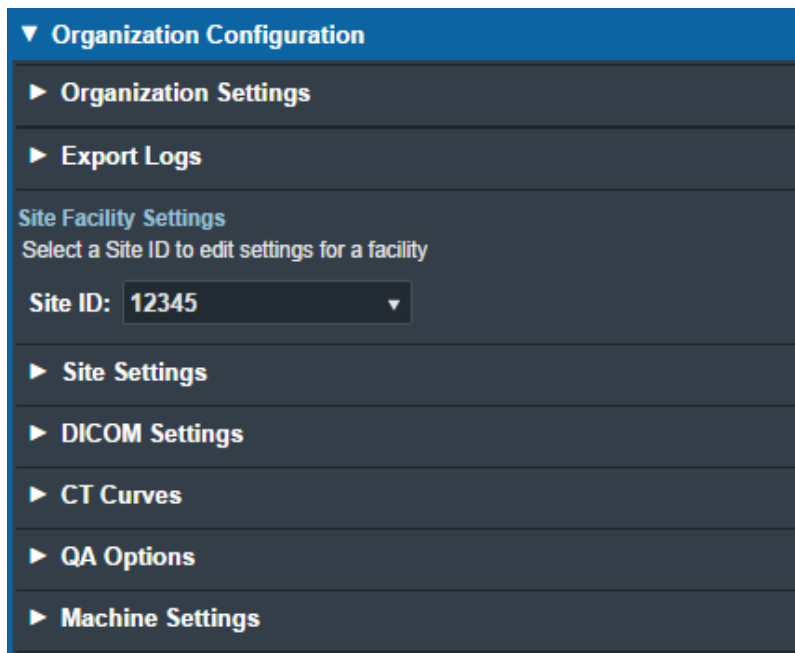 Organization Configuration
Organization Settings
Export Logs
Site Facility Settings
Select a Site ID to edit settings for a facility
Site ID: 12345
Site Settings
DICOM Settings
CT Curves
QA Options
Machine Settings